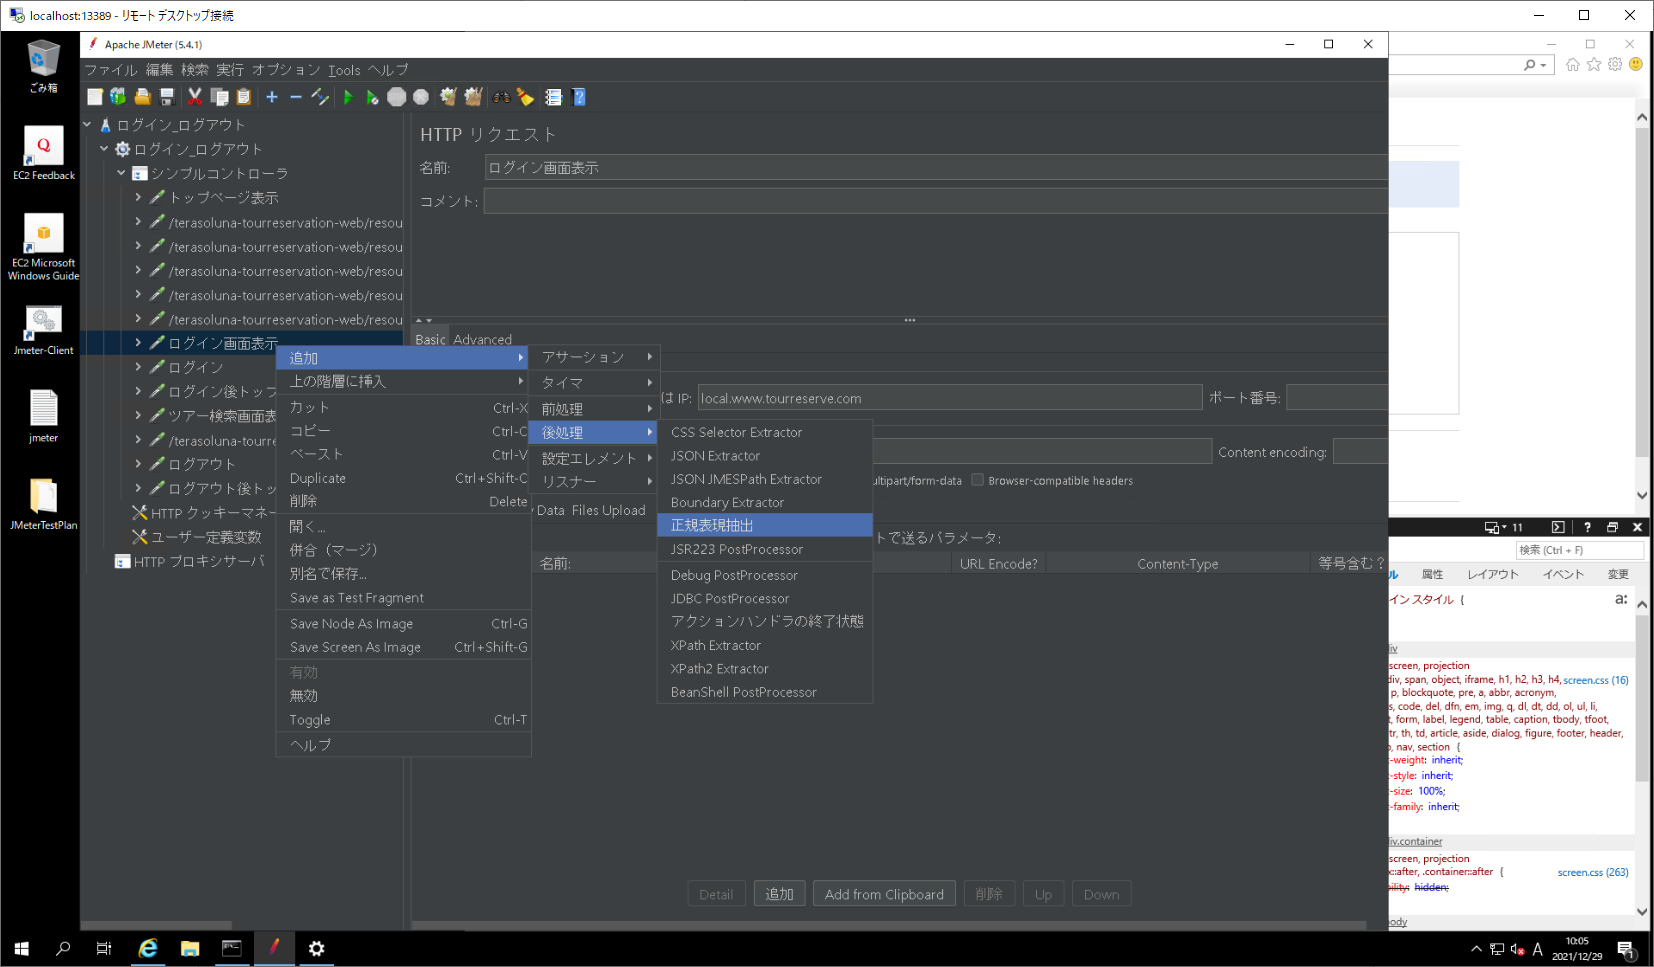 localhost:13389 - リモート デスクトップ接続
ごみ箱
EC2 Feedback
EC2 Microsoft
Windows Guide
Jmeter-Client
jmeter
JMeterTestPlan
Apache JMeter (5.4.1)
ファイル 編集 検索 実行 オプション Tools ヘルプ
ログイン_ログアウト
ログイン_ログアウト
シンプルコントローラ
トップページ表示
/terasoluna-tourreservation-web/resou
/terasoluna-tourreservation-web/resou
/terasoluna-tourreservation-web/resou
/terasoluna-tourreservation-web/resou
/terasoluna-tourreservation-web/resou
ログイン画面表示
ログイン
ログイン後トップ
ツアー検索画面表
/terasoluna-tourre
ログアウト
ログアウト後トッ
HTTP クッキーマネー
ユーザー定義変数
HTTP プロキシサーバ
HTTP リクエスト
名前: ログイン画面表示
コメント:
Basic Advanced
は IP: local.www.tourreserve.com ポート番号:
Content encoding:
ultipart/form-data Browser-compatible headers
Data Files Upload
トで送るパラメータ:
名前: URL Encode? Content-Type 等号含む?
Detail 追加 Add from Clipboard 削除 Up Down
追加
上の階層に挿入
カット Ctrl-X
コピー Ctrl-C
ペースト Ctrl-V
Duplicate Ctrl+Shift-C
削除 Delete
開く...
併合（マージ）
別名で保存...
Save as Test Fragment
Save Node As Image Ctrl-G
Save Screen As Image Ctrl+Shift-G
有効
無効
Toggle Ctrl-T
ヘルプ
アサーション
タイマ
前処理
後処理
設定エレメント
リスナー
CSS Selector Extractor
JSON Extractor
JSON JMESPath Extractor
Boundary Extractor
正規表現抽出
JSR223 PostProcessor
Debug PostProcessor
JDBC PostProcessor
アクションハンドラの終了状態
XPath Extractor
XPath2 Extractor
BeanShell PostProcessor
11
検索 (Ctrl + F)
ル 属性 レイアウト イベント 変更
イン スタイル { a:
div
screen, projection
div, span, object, iframe, h1, h2, h3, h4, screen.css (16)
p, blockquote, pre, a, abbr, acronym,
s, code, del, dfn, em, img, q, dl, dt, dd, ol, ul, li,
t, form, label, legend, table, caption, tbody, tfoot,
tr, th, td, article, aside, dialog, figure, footer, header,
, nav, section {
t-weight: inherit;
t-style: inherit;
t-size: 100%;
t-family: inherit;
div.container
screen, projection
x::after, .container::after { screen.css (263)
bility: hidden;
body
A
10:05
2021/12/29
1